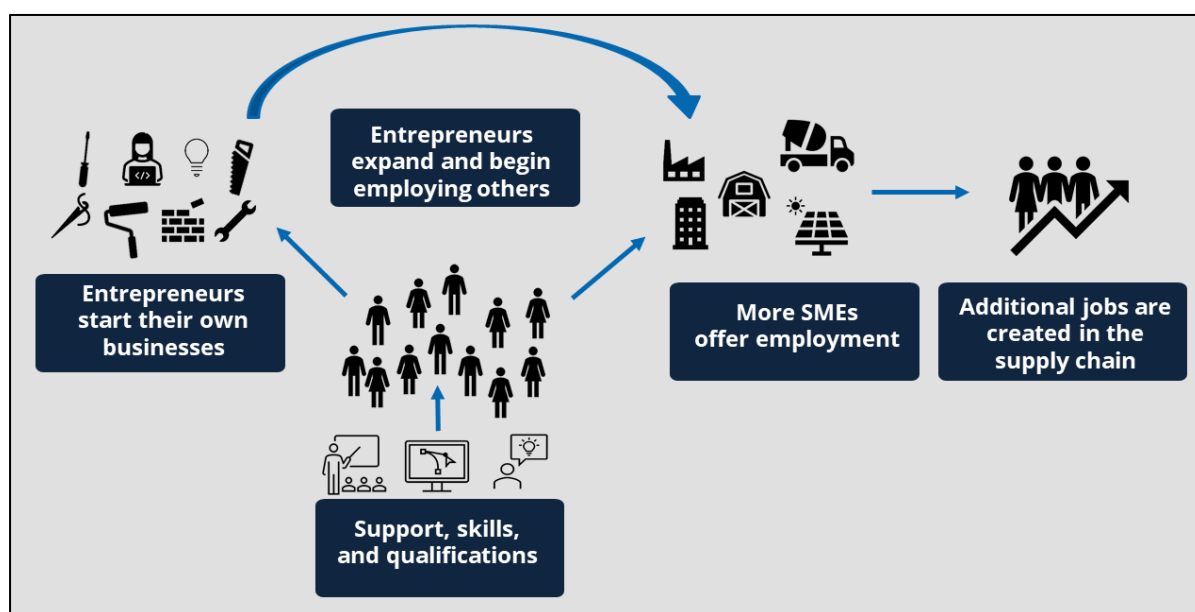 Entrepreneurs
expand and begin
employing others
Entrepreneurs
start their own
businesses
More SMEs
offer employment
Additional jobs are
created in the
supply chain
Support, skills,
and qualifications